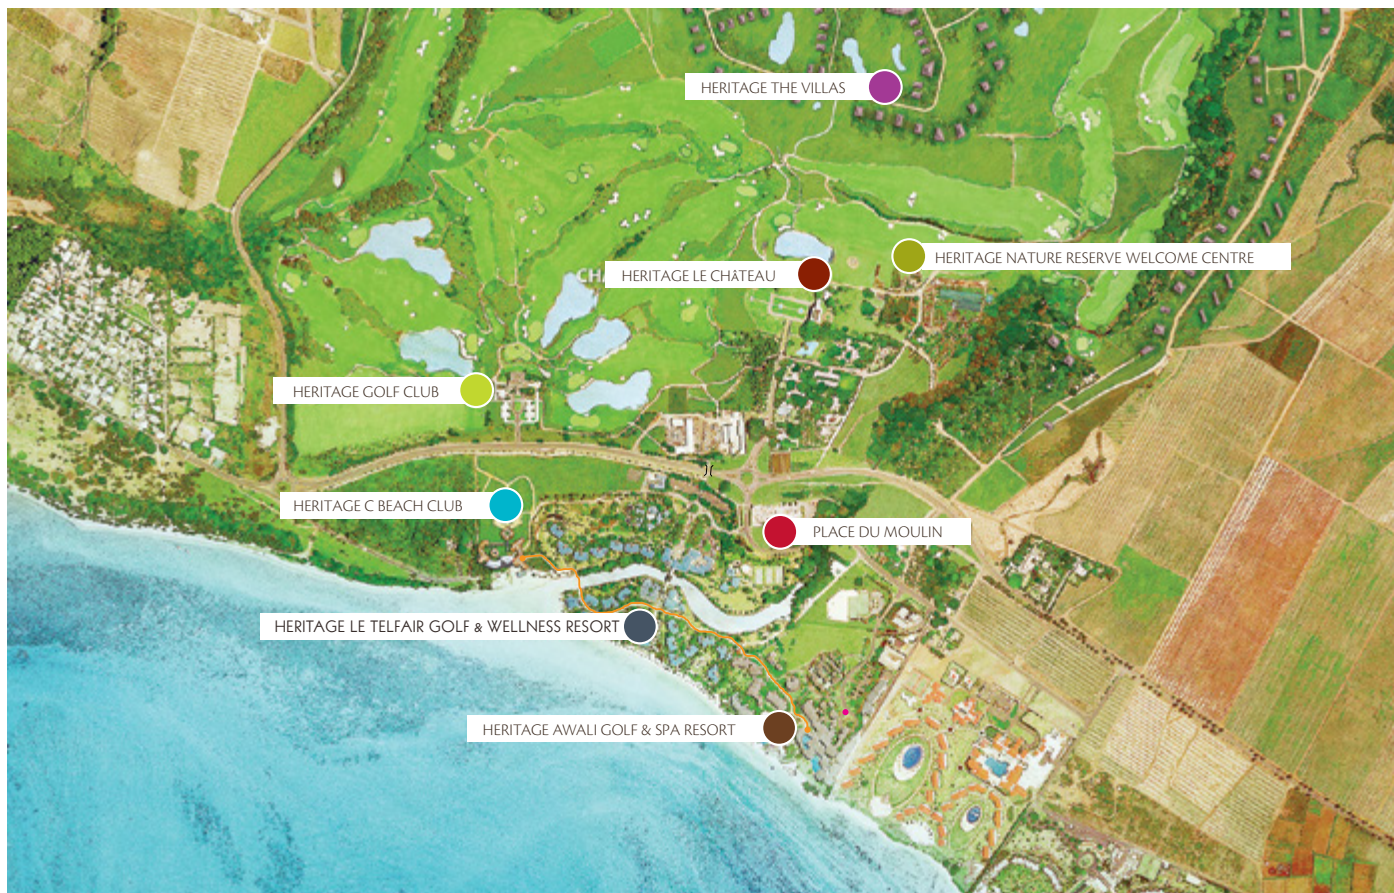 HERITAGE THE VILLAS
HERITAGE NATURE RESERVE WELCOME CENTRE
HERITAGE LE CHâTEAU
HERITAGE GOLF CLUB
HERITAGE C BEACH CLUB
PLACE DU MOULIN
HERITAGE LE TELFAIR GOLF & WELLNESS RESORT
HERITAGE AWALI GOLF & SPA RESORT